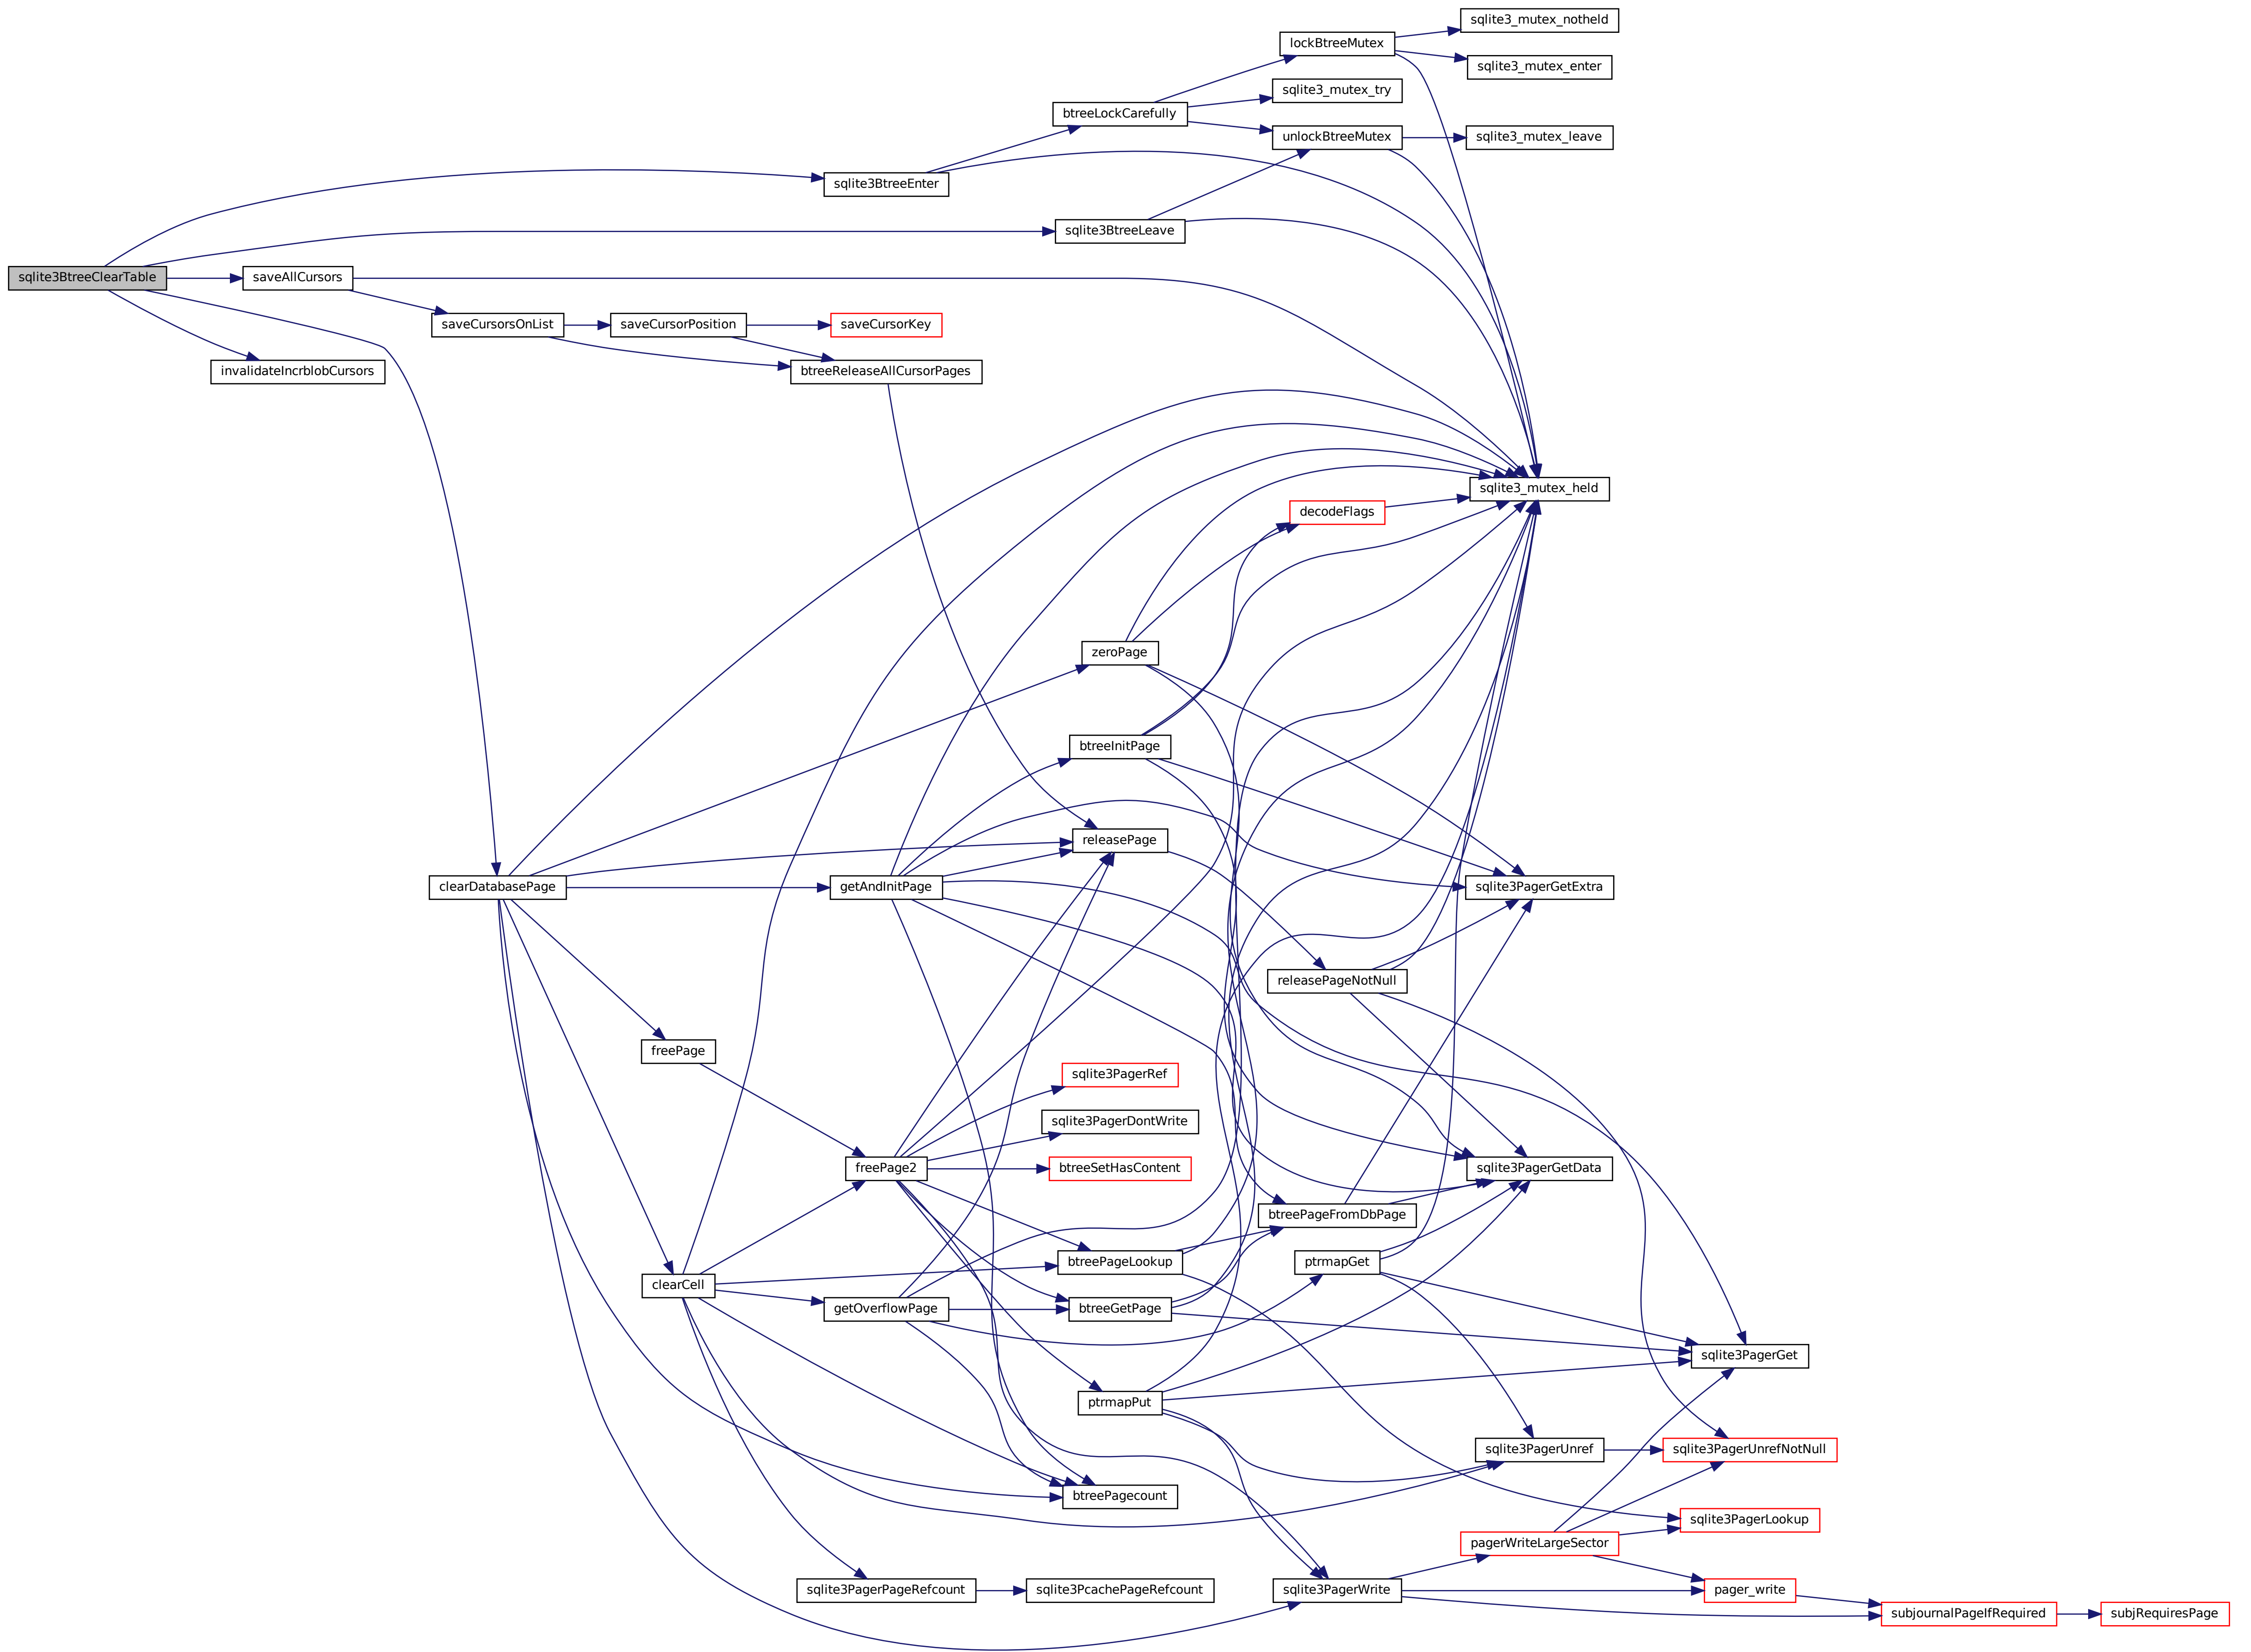 sqlite3_mutex_notheld
lockBtreeMutex
sqlite3_mutex_enter
sqlite3_mutex_try
btreeLockCarefully
unlockBtreeMutex
sqlite3_mutex_leave
sqlite3BtreeEnter
sqlite3BtreeLeave
sqlite3BtreeClearTable
saveAllCursors
saveCursorsOnList
saveCursorPosition
saveCursorKey
invalidateIncrblobCursors
btreeReleaseAllCursorPages
sqlite3_mutex_held
decodeFlags
zeroPage
btreeInitPage
releasePage
clearDatabasePage
getAndInitPage
sqlite3PagerGetExtra
releasePageNotNull
freePage
sqlite3PagerRef
sqlite3PagerDontWrite
freePage2
btreeSetHasContent
sqlite3PagerGetData
btreePageFromDbPage
btreePageLookup
ptrmapGet
clearCell
getOverflowPage
btreeGetPage
sqlite3PagerGet
ptrmapPut
sqlite3PagerUnref
sqlite3PagerUnrefNotNull
btreePagecount
sqlite3PagerLookup
pagerWriteLargeSector
sqlite3PagerPageRefcount
sqlite3PcachePageRefcount
sqlite3PagerWrite
pager_write
subjournalPageIfRequired
subjRequiresPage